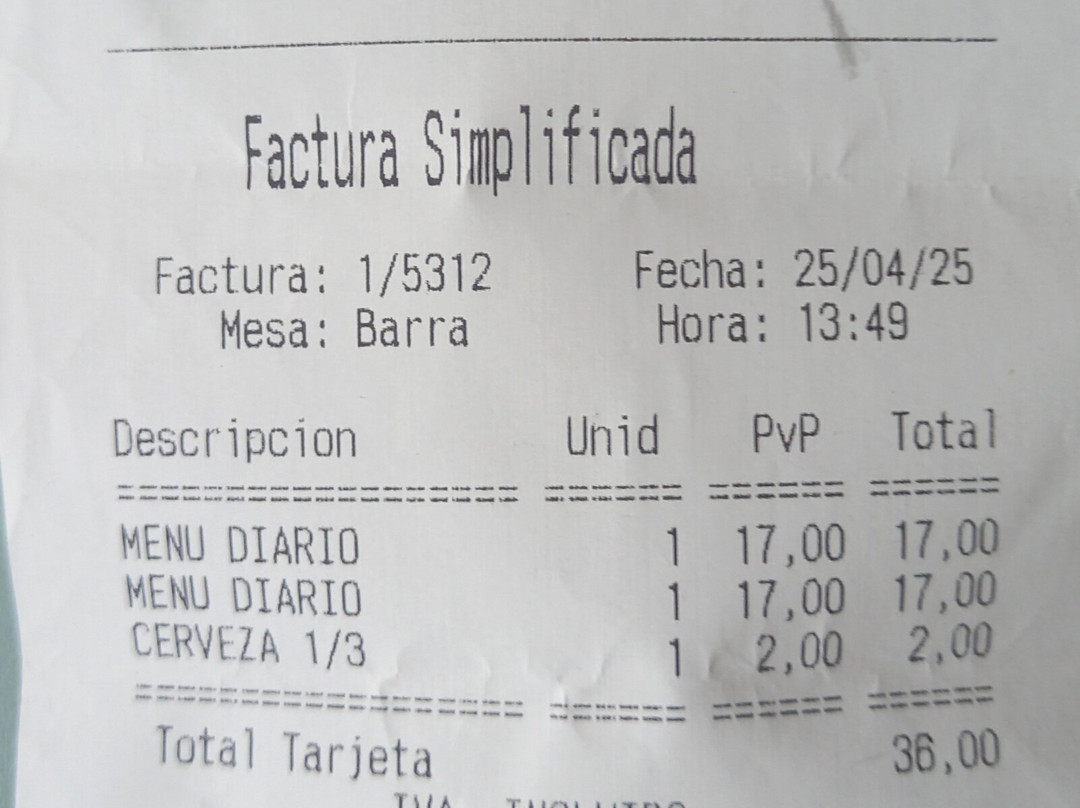 Factura Simplificada
Factura: 1/5312 Fecha: 25/04/25
Mesa: Barra Hora: 13:49
Descripcion Unid PvP Total
==================== ====== ====== ======
MENU DIARIO 1 17,00 17,00
MENU DIARIO 1 17,00 17,00
CERVEZA 1/3 1 2,00 2,00
==================== ====== ====== ======
Total Tarjeta 36,00
IVA INCLUIDO